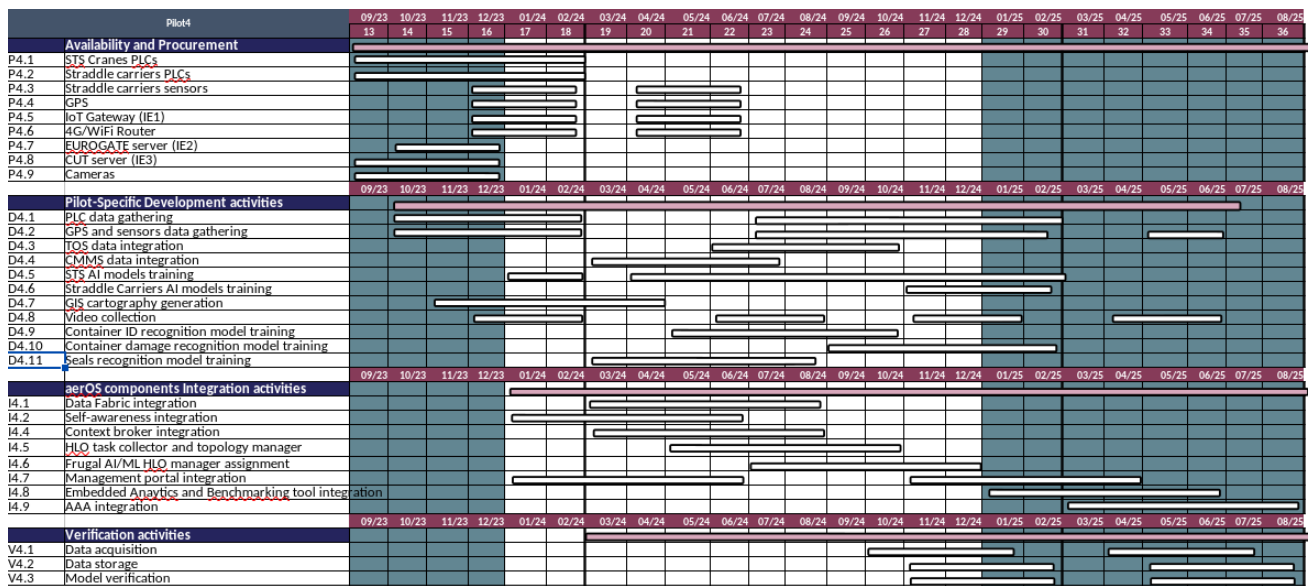 Pilot4 09/23 10/23 11/23 12/23 01/24 02/24 03/24 04/24 05/24 06/24 07/24 08/24 09/24 10/24 11/24 12/24 01/25 02/25 03/25 04/25 05/25 06/25 07/25 08/25
13 14 15 16 17 18 19 20 21 22 23 24 25 26 27 28 29 30 31 32 33 34 35 36
Availability and Procurement
P4.1 STS Cranes PLCs
P4.2 Straddle carriers PLCs
P4.3 Straddle carriers sensors
P4.4 GPS
P4.5 IoT Gateway (IE1)
P4.6 4G/WiFi Router
P4.7 EUROGATE server (IE2)
P4.8 CUT server (IE3)
P4.9 Cameras
09/23 10/23 11/23 12/23 01/24 02/24 03/24 04/24 05/24 06/24 07/24 08/24 09/24 10/24 11/24 12/24 01/25 02/25 03/25 04/25 05/25 06/25 07/25 08/25
Pilot-Specific Development activities
D4.1 PLC data gathering
D4.2 GPS and sensors data gathering
D4.3 TOS data integration
D4.4 CMMS data integration
D4.5 STS AI models training
D4.6 Straddle Carriers AI models training
D4.7 GIS cartography generation
D4.8 Video collection
D4.9 Container ID recognition model training
D4.10 Container damage recognition model training
D4.11 Seals recognition model training
09/23 10/23 11/23 12/23 01/24 02/24 03/24 04/24 05/24 06/24 07/24 08/24 09/24 10/24 11/24 12/24 01/25 02/25 03/25 04/25 05/25 06/25 07/25 08/25
aerOS components Integration activities
I4.1 Data Fabric integration
I4.2 Self-awareness integration
I4.4 Context broker integration
I4.5 HLO task collector and topology manager
I4.6 Frugal AI/ML HLO manager assignment
I4.7 Management portal integration
I4.8 Embedded Anaytics and Benchmarking tool integration
I4.9 AAA integration
09/23 10/23 11/23 12/23 01/24 02/24 03/24 04/24 05/24 06/24 07/24 08/24 09/24 10/24 11/24 12/24 01/25 02/25 03/25 04/25 05/25 06/25 07/25 08/25
Verification activities
V4.1 Data acquisition
V4.2 Data storage
V4.3 Model verification